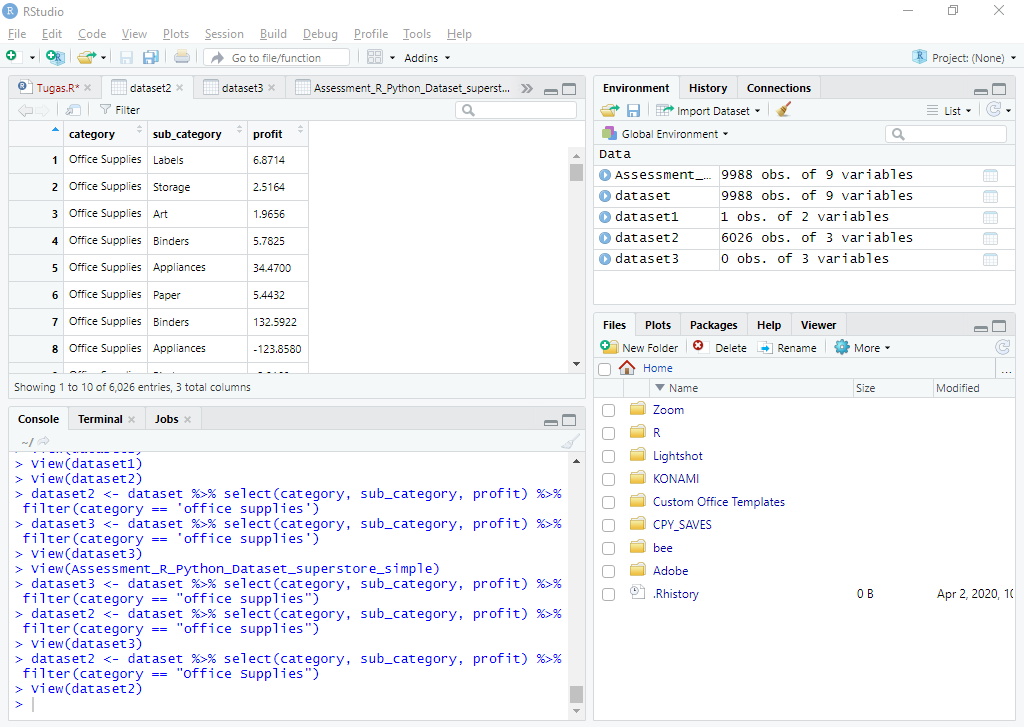 RStudio
File Edit Code View Plots Session Build Debug Profile Tools Help
Go to file/function Addins Project: (None)
Tugas.R* dataset2 dataset3 Assessment_R_Python_Dataset_superst...
Filter
category sub_category profit
1 Office Supplies Labels 6.8714
2 Office Supplies Storage 2.5164
3 Office Supplies Art 1.9656
4 Office Supplies Binders 5.7825
5 Office Supplies Appliances 34.4700
6 Office Supplies Paper 5.4432
7 Office Supplies Binders 132.5922
8 Office Supplies Appliances -123.8580
Showing 1 to 10 of 6,026 entries, 3 total columns
Console Terminal Jobs
~/
> View(dataset1)
> View(dataset2)
> dataset2 <- dataset %>% select(category, sub_category, profit) %>%
filter(category == 'office supplies')
> dataset3 <- dataset %>% select(category, sub_category, profit) %>%
filter(category == 'office supplies')
> View(dataset3)
> View(Assessment_R_Python_Dataset_superstore_simple)
> dataset3 <- dataset %>% select(category, sub_category, profit) %>%
filter(category == "office supplies")
> dataset2 <- dataset %>% select(category, sub_category, profit) %>%
filter(category == "office supplies")
> View(dataset3)
> dataset2 <- dataset %>% select(category, sub_category, profit) %>%
filter(category == "Office Supplies")
> View(dataset2)
>
Environment History Connections
Import Dataset List
Global Environment
Data
Assessment_... 9988 obs. of 9 variables
dataset 9988 obs. of 9 variables
dataset1 1 obs. of 2 variables
dataset2 6026 obs. of 3 variables
dataset3 0 obs. of 3 variables
Files Plots Packages Help Viewer
New Folder Delete Rename More
Home ...
Name Size Modified
Zoom
R
Lightshot
KONAMI
Custom Office Templates
CPY_SAVES
bee
Adobe
.Rhistory 0 B Apr 2, 2020, 10